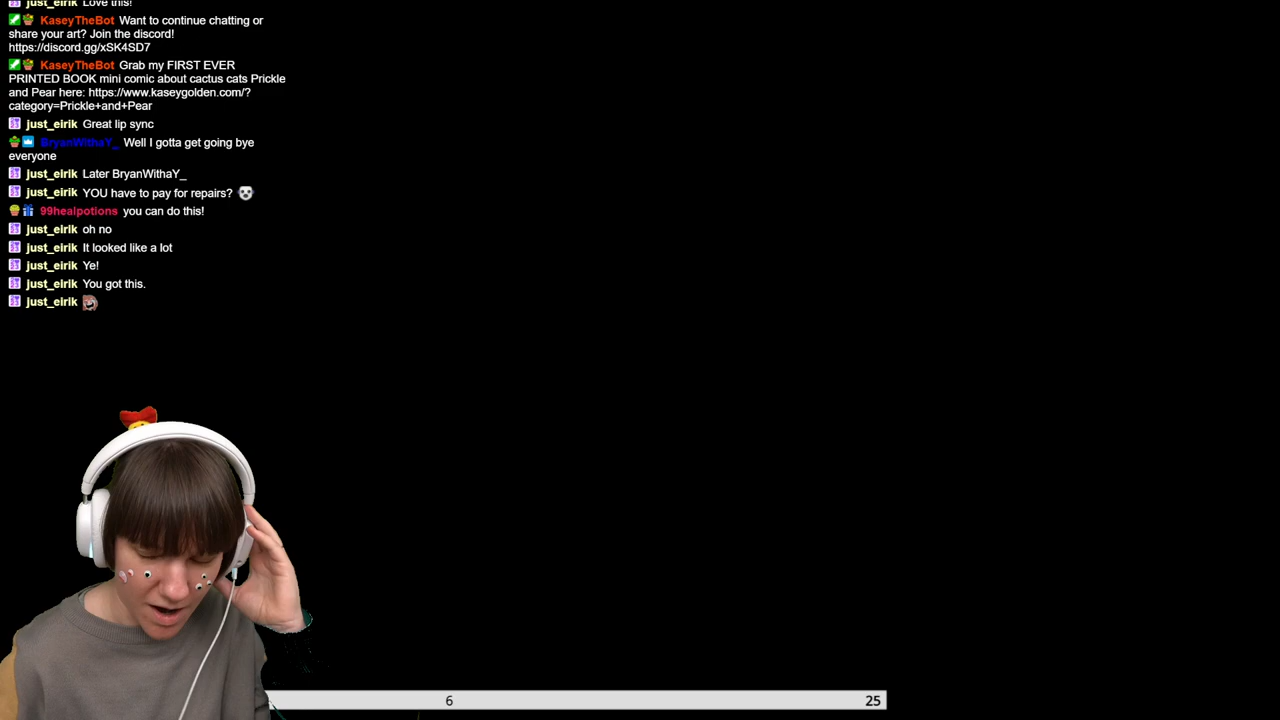 just_eirik Love this!
KaseyTheBot Want to continue chatting or
share your art? Join the discord!
https://discord.gg/xSK4SD7
KaseyTheBot Grab my FIRST EVER
PRINTED BOOK mini comic about cactus cats Prickle
and Pear here: https://www.kaseygolden.com/?
category=Prickle+and+Pear
just_eirik Great lip sync
BryanWithaY_ Well I gotta get going bye
everyone
just_eirik Later BryanWithaY_
just_eirik YOU have to pay for repairs?
99healpotions you can do this!
just_eirik oh no
just_eirik It looked like a lot
just_eirik Ye!
just_eirik You got this.
just_eirik
6 25